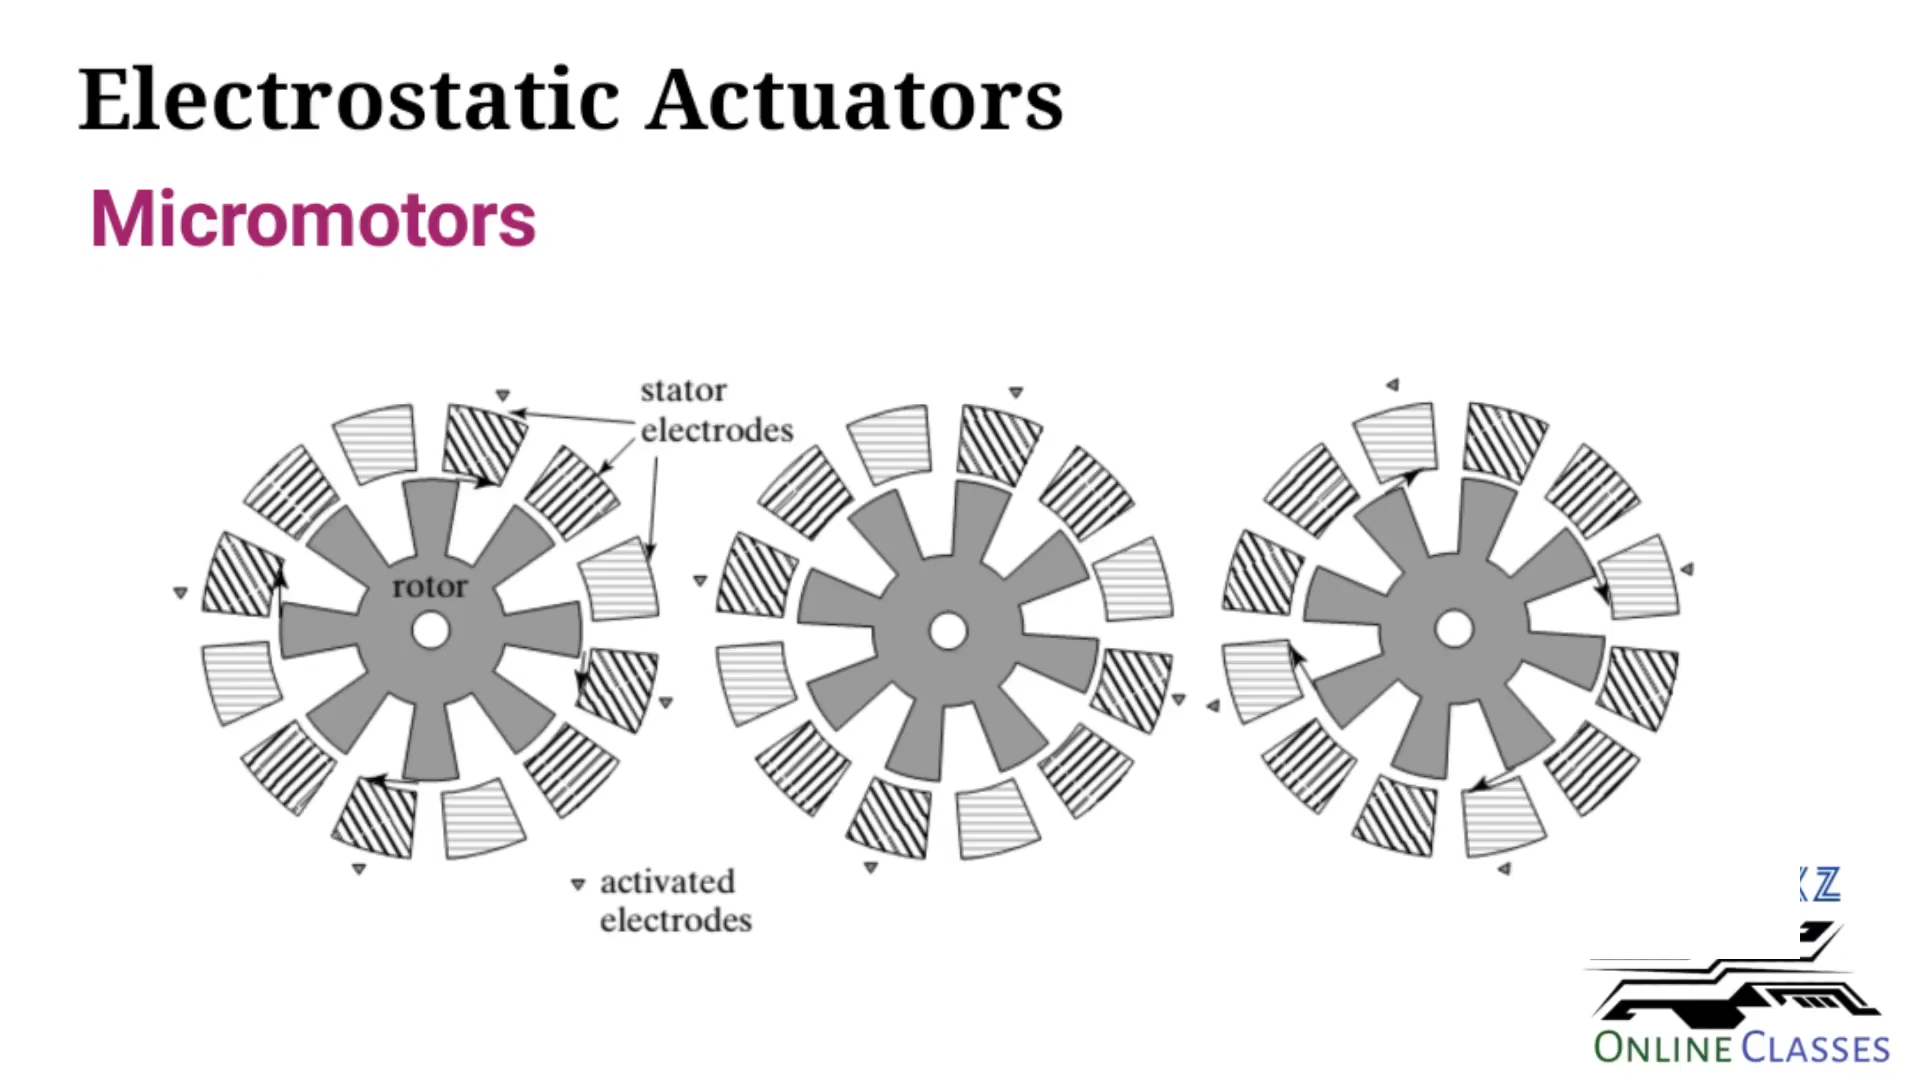 Electrostatic Actuators
Micromotors
stator
electrodes
rotor
activated
electrodes
ONLINE CLASSES